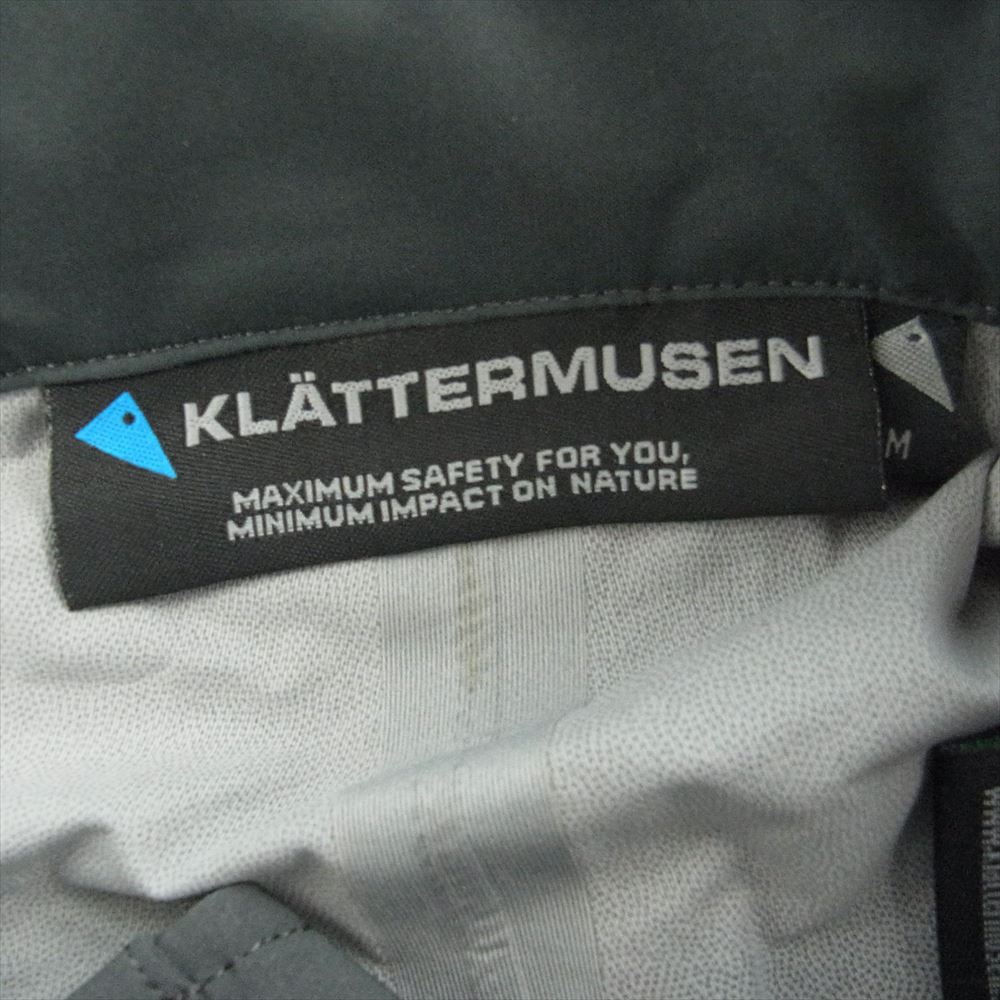 KLÄTTERMUSEN
MAXIMUM SAFETY FOR YOU,
MINIMUM IMPACT ON NATURE
M